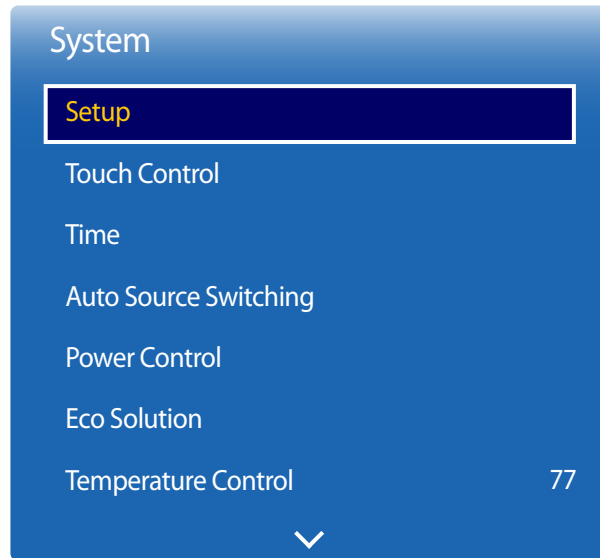 System
Setup
Touch Control
Time
Auto Source Switching
Power Control
Eco Solution
Temperature Control 77